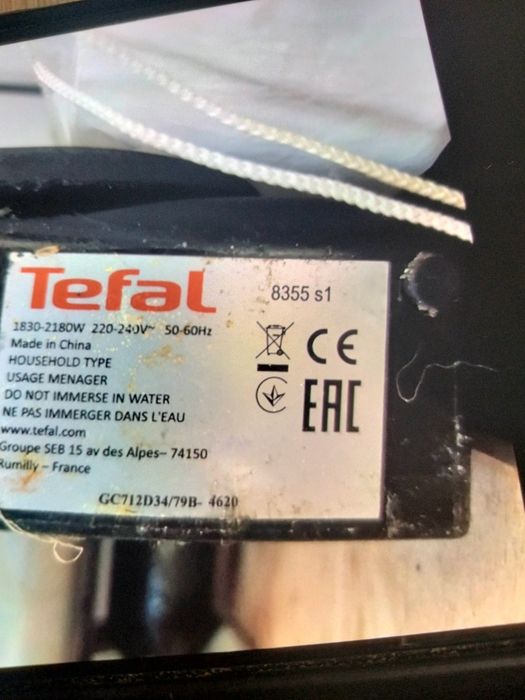 Tefal
8355 s1
1830-2180W 220-240V~ 50-60Hz
Made in China
HOUSEHOLD TYPE
USAGE MENAGER
DO NOT IMMERSE IN WATER
NE PAS IMMERGER DANS L'EAU
www.tefal.com
Groupe SEB 15 av des Alpes– 74150
Rumilly – France
GC712D34/79B- 4620
CE
EAC